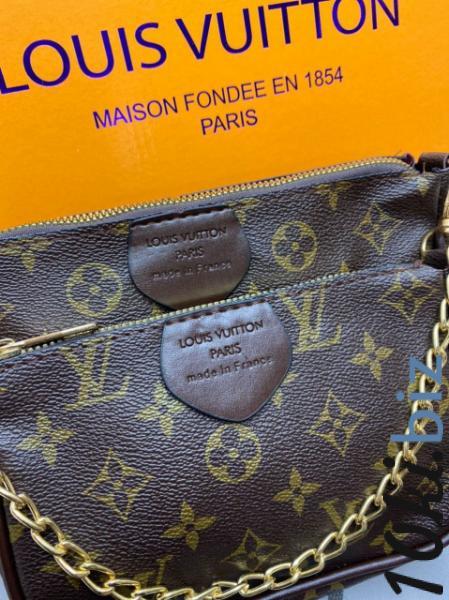 LOUIS VUITTON
MAISON FONDEE EN 1854
PARIS
LOUIS VUITTON
PARIS
made in France
LOUIS VUITTON
PARIS
made in France
10ki.biz